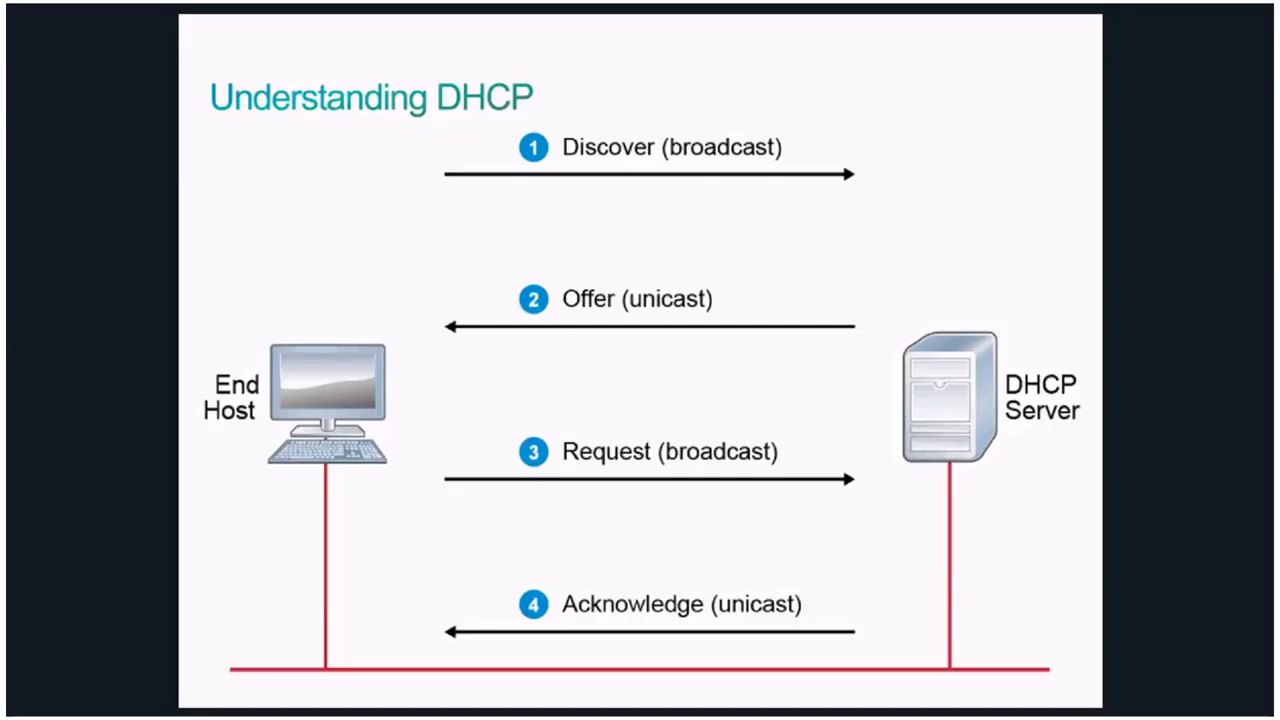 Understanding DHCP
1 Discover (broadcast)
2 Offer (unicast)
End
Host
DHCP
Server
3 Request (broadcast)
4 Acknowledge (unicast)